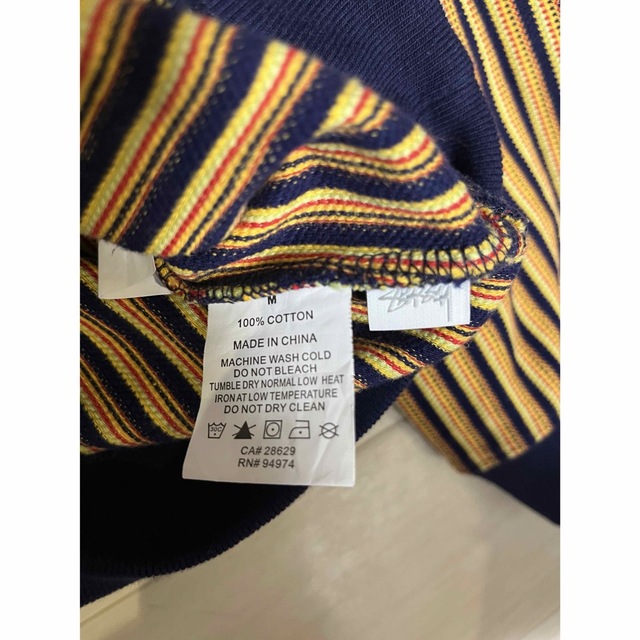 M
100% COTTON
MADE IN CHINA
MACHINE WASH COLD
DO NOT BLEACH
TUMBLE DRY NORMAL LOW HEAT
IRON AT LOW TEMPERATURE
DO NOT DRY CLEAN
30C
CA# 28629
RN# 94974